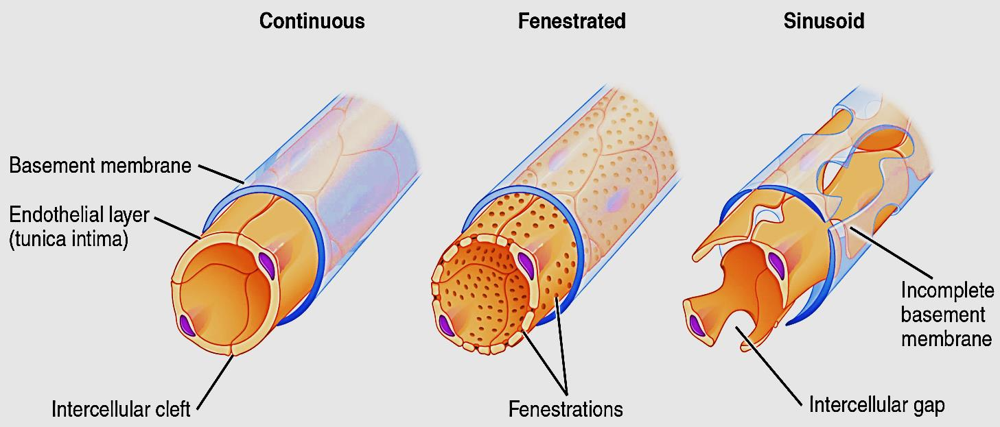 Continuous
Fenestrated
Sinusoid
Basement membrane
Endothelial layer
(tunica intima)
Intercellular cleft
Fenestrations
Incomplete
basement
membrane
Intercellular gap